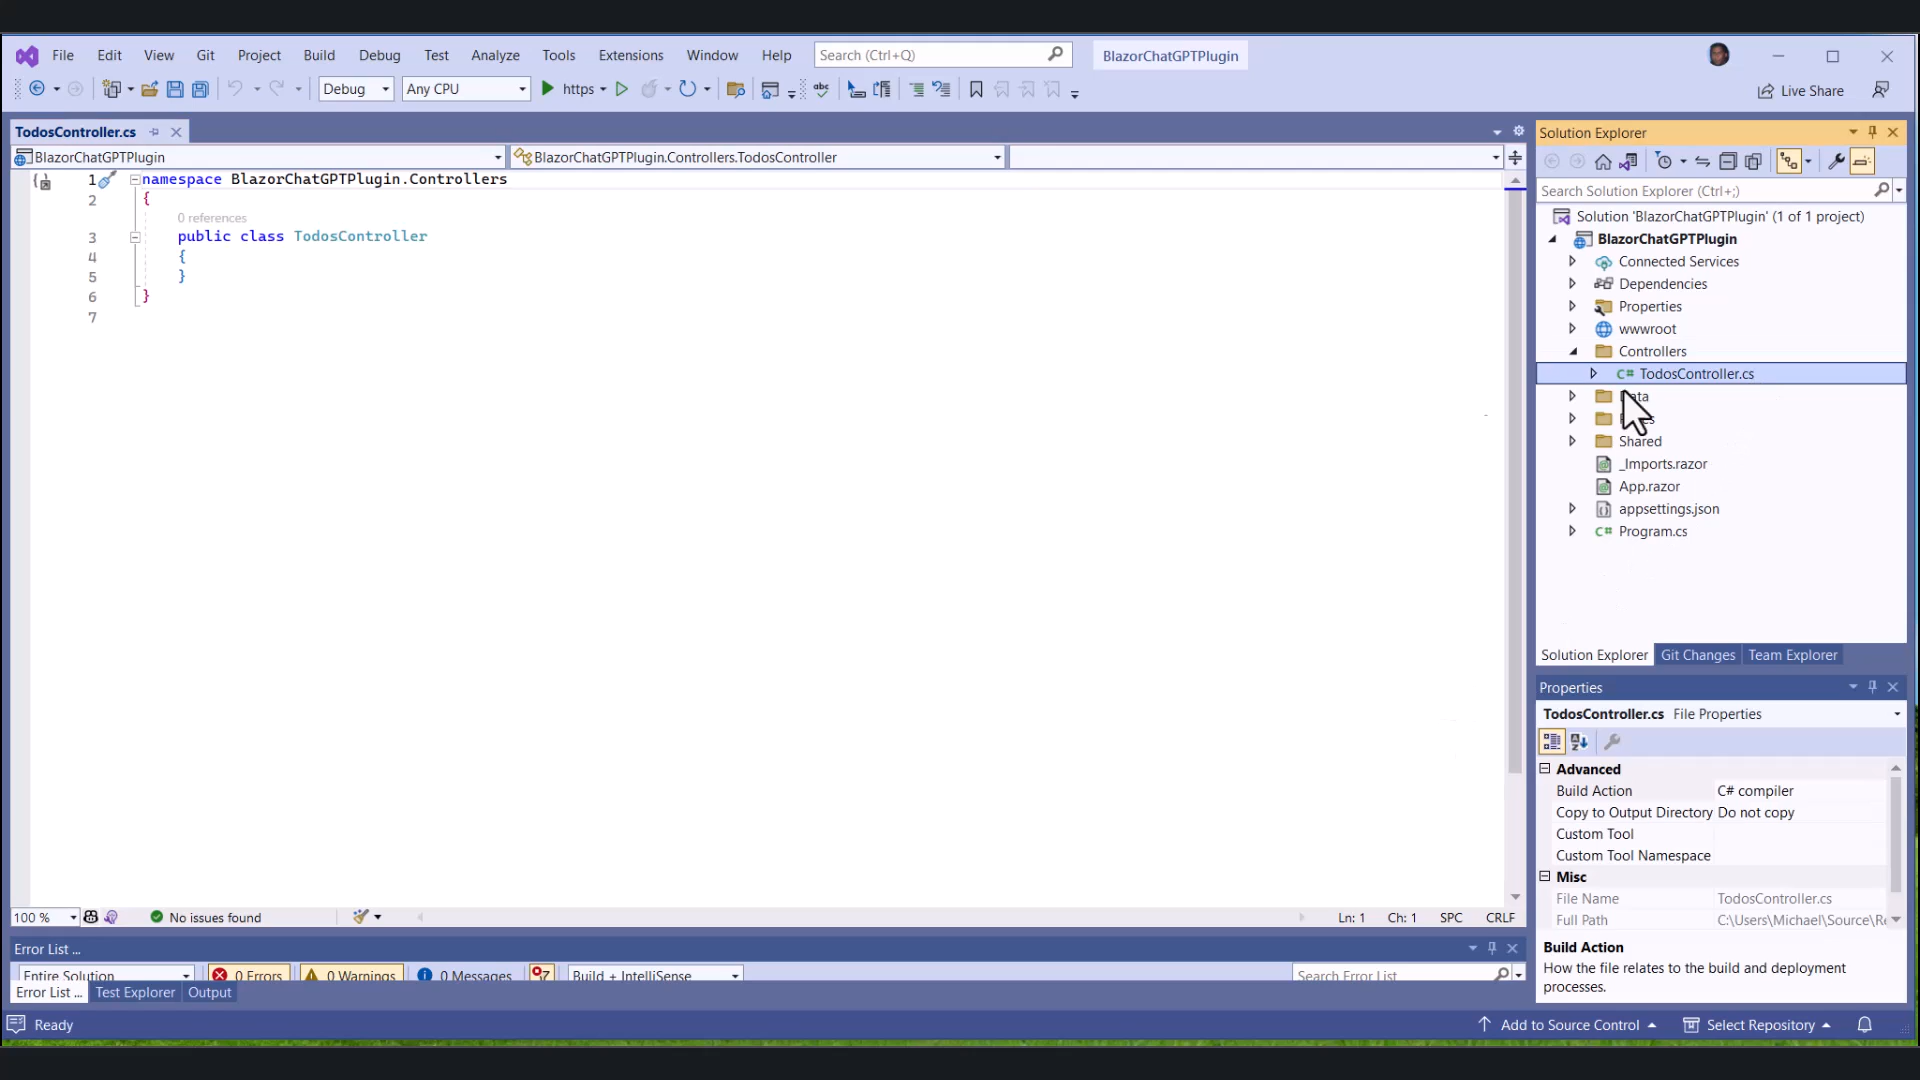 File Edit View Git Project Build Debug Test Analyze Tools Extensions Window Help Search (Ctrl+Q) BlazorChatGPTPlugin
Debug Any CPU https Live Share
TodosController.cs
BlazorChatGPTPlugin BlazorChatGPTPlugin.Controllers.TodosController
1 namespace BlazorChatGPTPlugin.Controllers
2 {
0 references
3 public class TodosController
4 {
5 }
6 }
7
100 % No issues found Ln: 1 Ch: 1 SPC CRLF
Error List ...
Entire Solution 0 Errors 0 Warnings 0 Messages Build + IntelliSense Search Error List
Error List ... Test Explorer Output
Solution Explorer
Search Solution Explorer (Ctrl+;)
Solution 'BlazorChatGPTPlugin' (1 of 1 project)
BlazorChatGPTPlugin
Connected Services
Dependencies
Properties
wwwroot
Controllers
C# TodosController.cs
Shared
_Imports.razor
App.razor
appsettings.json
C# Program.cs
Solution Explorer Git Changes Team Explorer
Properties
TodosController.cs File Properties
Advanced
Build Action C# compiler
Copy to Output Directory Do not copy
Custom Tool
Custom Tool Namespace
Misc
File Name TodosController.cs
Full Path C:\Users\Michael\Source\Re
Build Action
How the file relates to the build and deployment
processes.
Ready Add to Source Control Select Repository